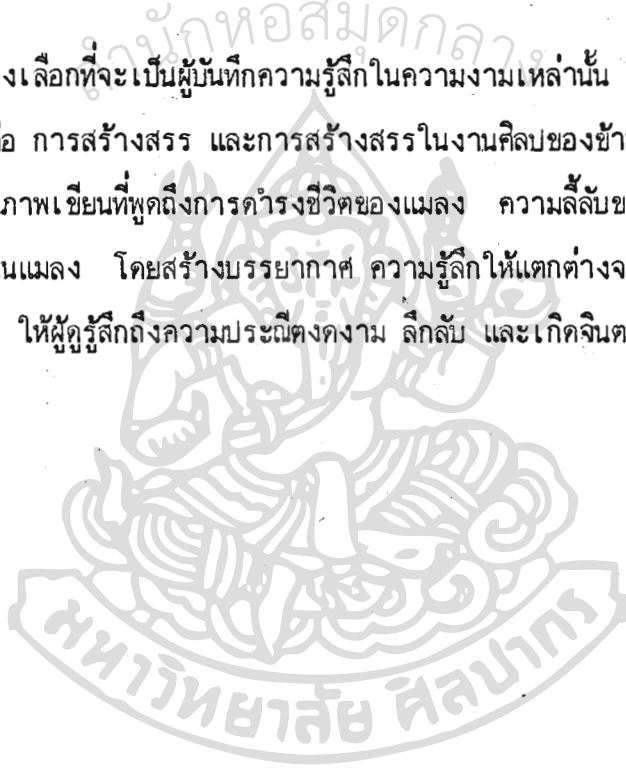 สำนักหอสมุดกลาง
งเลือกที่จะเป็นผู้บันทึกความรู้สึกในความงามเหล่านั้น
อ การสร้างสรร และการสร้างสรรในงานศิลปของข้า
ภาพเขียนที่พูดถึงการดำรงชีวิตของแมลง ความลี้ลับข
นแมลง โดยสร้างบรรยากาศ ความรู้สึกให้แตกต่างจ
ให้ผู้ดูรู้สึกถึงความประณีตงดงาม ลึกลับ และเกิดจินต
มหาวิทยาลัย ศิลปากร